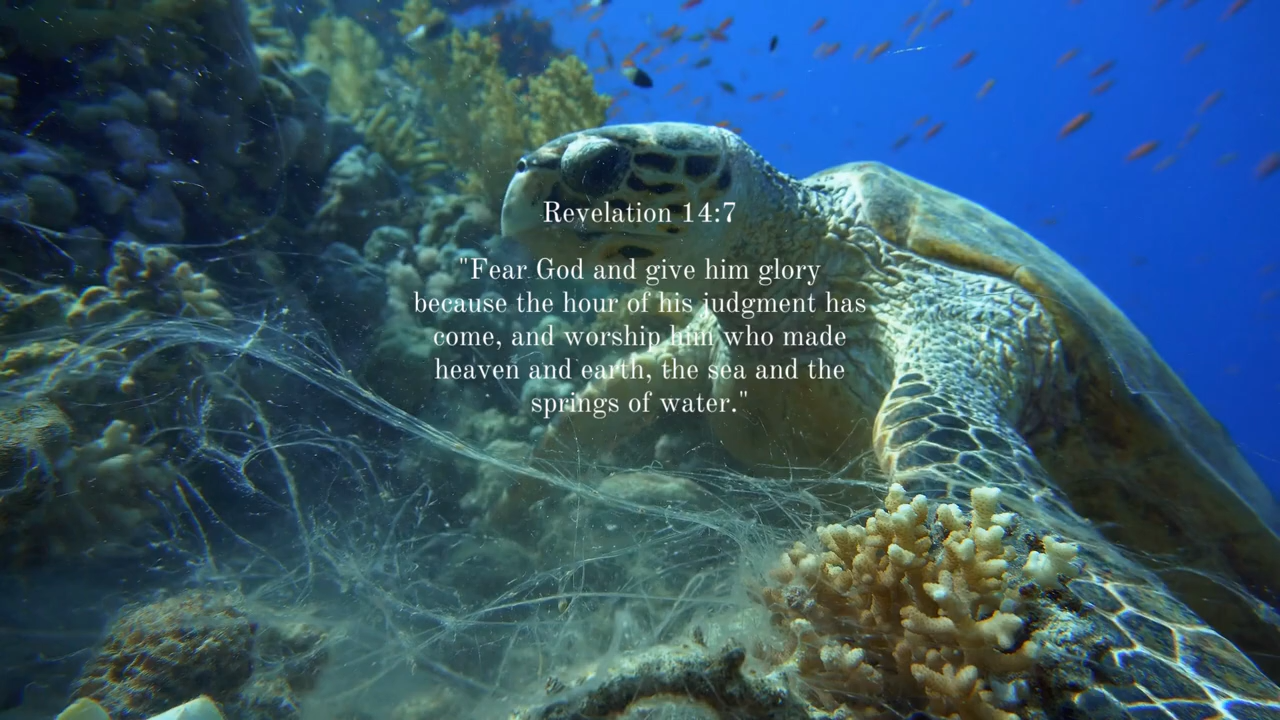 Revelation 14:7
"Fear God and give him glory
because the hour of his judgment has
come, and worship him who made
heaven and earth, the sea and the
springs of water."